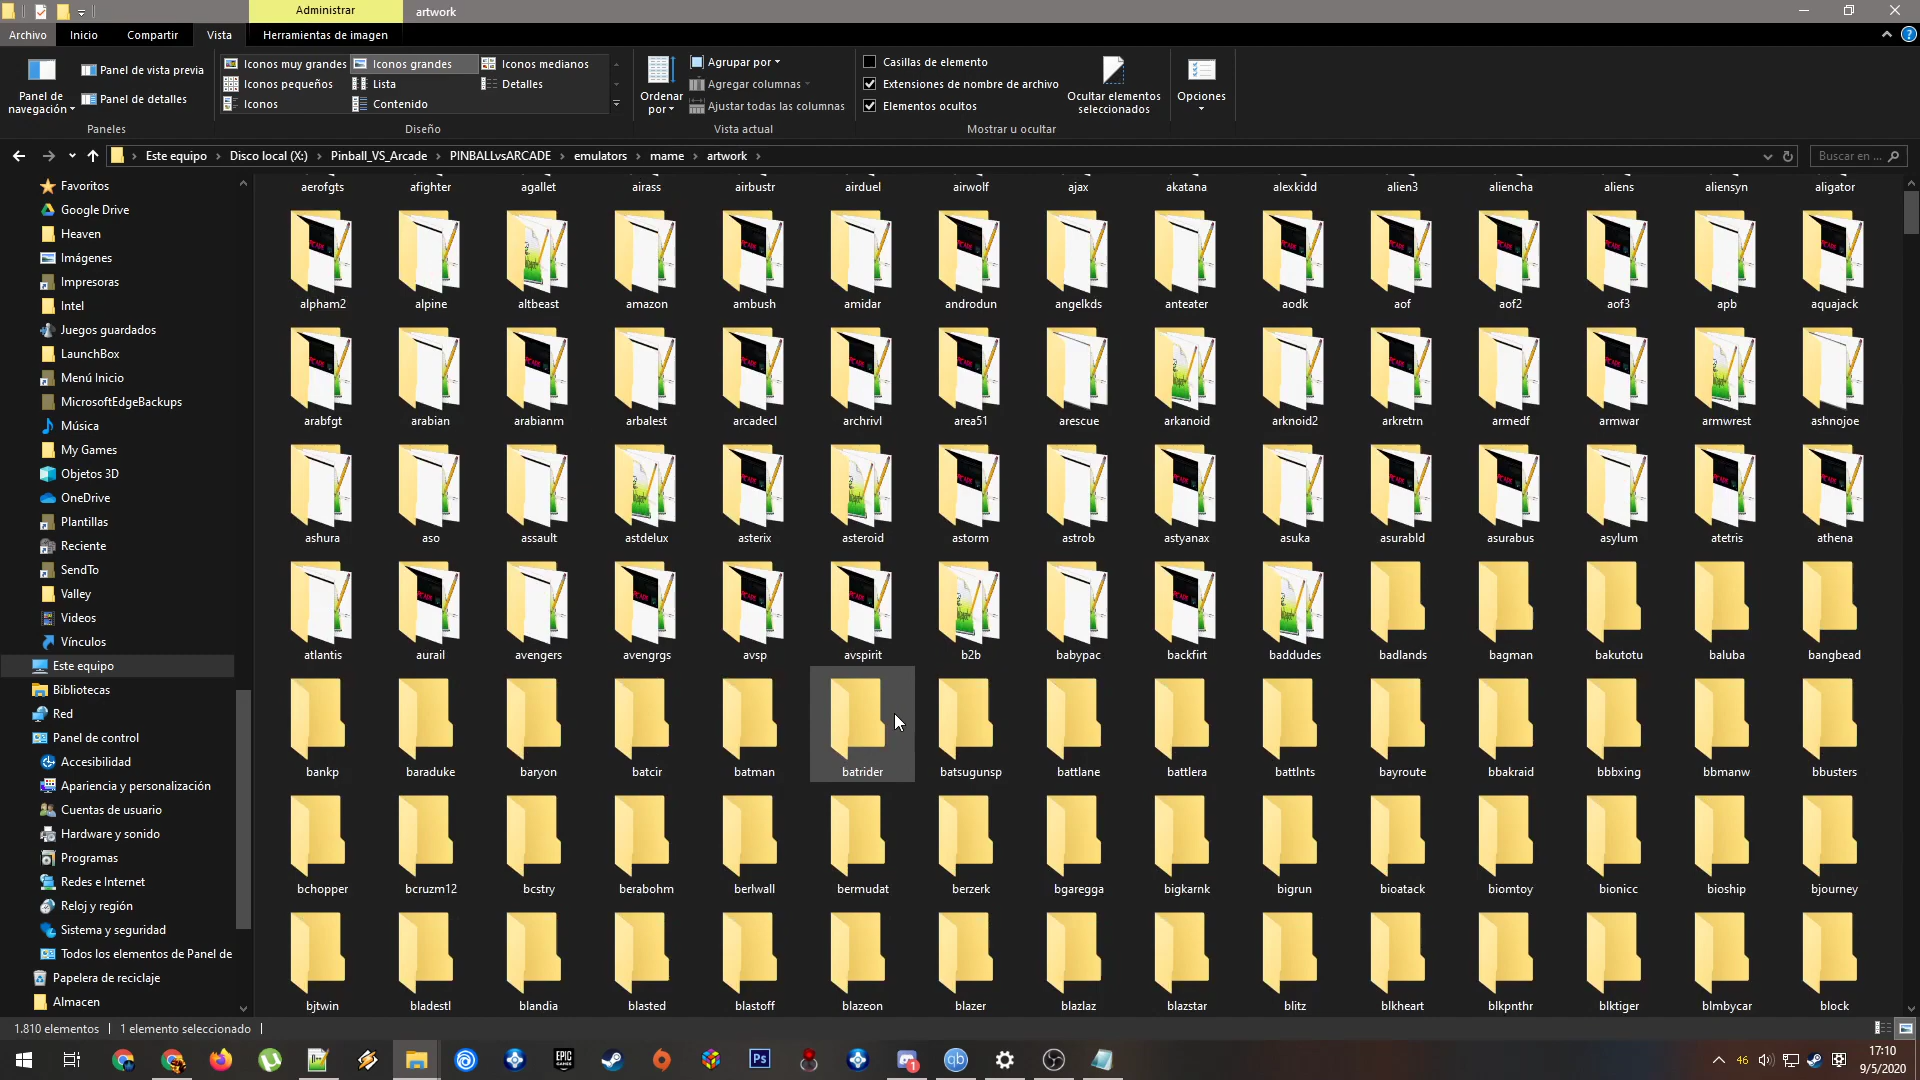 Administrar
artwork
Archivo
Inicio
Compartir
Vista
Herramientas de imagen
Panel de navegación
Panel de vista previa
Panel de detalles
Paneles
Iconos muy grandes
Iconos grandes
Iconos medianos
Iconos pequeños
Lista
Detalles
Iconos
Contenido
Diseño
Ordenar por
Agrupar por
Agregar columnas
Ajustar todas las columnas
Vista actual
Casillas de elemento
Extensiones de nombre de archivo
Elementos ocultos
Ocultar elementos seleccionados
Mostrar u ocultar
Opciones
Este equipo > Disco local (X:) > Pinball_VS_Arcade > PINBALLvsARCADE > emulators > mame > artwork >
Buscar en ...
Favoritos
Google Drive
Heaven
Imágenes
Impresoras
Intel
Juegos guardados
LaunchBox
Menú Inicio
MicrosoftEdgeBackups
Música
My Games
Objetos 3D
OneDrive
Plantillas
Reciente
SendTo
Valley
Videos
Vínculos
Este equipo
Bibliotecas
Red
Panel de control
Accesibilidad
Apariencia y personalización
Cuentas de usuario
Hardware y sonido
Programas
Redes e Internet
Reloj y región
Sistema y seguridad
Todos los elementos de Panel de
Papelera de reciclaje
Almacen
aerofgts afighter agallet airass airbustr airduel airwolf ajax akatana alexkidd alien3 aliencha aliens aliensyn aligator
alpham2 alpine altbeast amazon ambush amidar androdun angelkds anteater aodk aof aof2 aof3 apb aquajack
arabfgt arabian arabianm arbalest arcadecl archrivl area51 arescue arkanoid arknoid2 arkretrn armedf armwar armwrest ashnojoe
ashura aso assault astdelux asterix asteroid astorm astrob astyanax asuka asurabld asurabus asylum atetris athena
atlantis aurail avengers avengrgs avsp avspirit b2b babypac backfirt baddudes badlands bagman bakutotu baluba bangbead
bankp baraduke baryon batcir batman batrider batsugunsp battlane battlera battlnts bayroute bbakraid bbbxing bbmanw bbusters
bchopper bcruzm12 bcstry berabohm berlwall bermudat berzerk bgaregga bigkarnk bigrun bioatack biomtoy bionicc bioship bjourney
bjtwin bladestl blandia blasted blastoff blazeon blazer blazlaz blazstar blitz blkheart blkpnthr blktiger blmbycar block
1.810 elementos
1 elemento seleccionado
EPIC GAMES
Ps
1
qb
46
17:10
9/5/2020